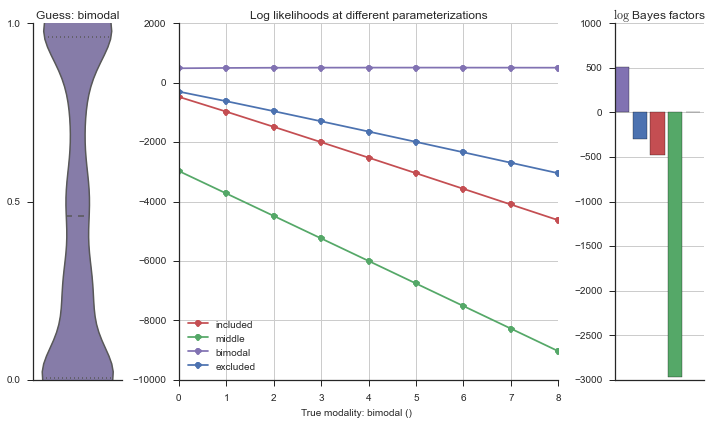 Guess: bimodal
1.0
0.5
0.0
Log likelihoods at different parameterizations
2000
0
−2000
−4000
−6000
−8000
−10000
included
middle
bimodal
excluded
0 1 2 3 4 5 6 7 8
True modality: bimodal ()
log Bayes factors
1000
500
0
−500
−1000
−1500
−2000
−2500
−3000